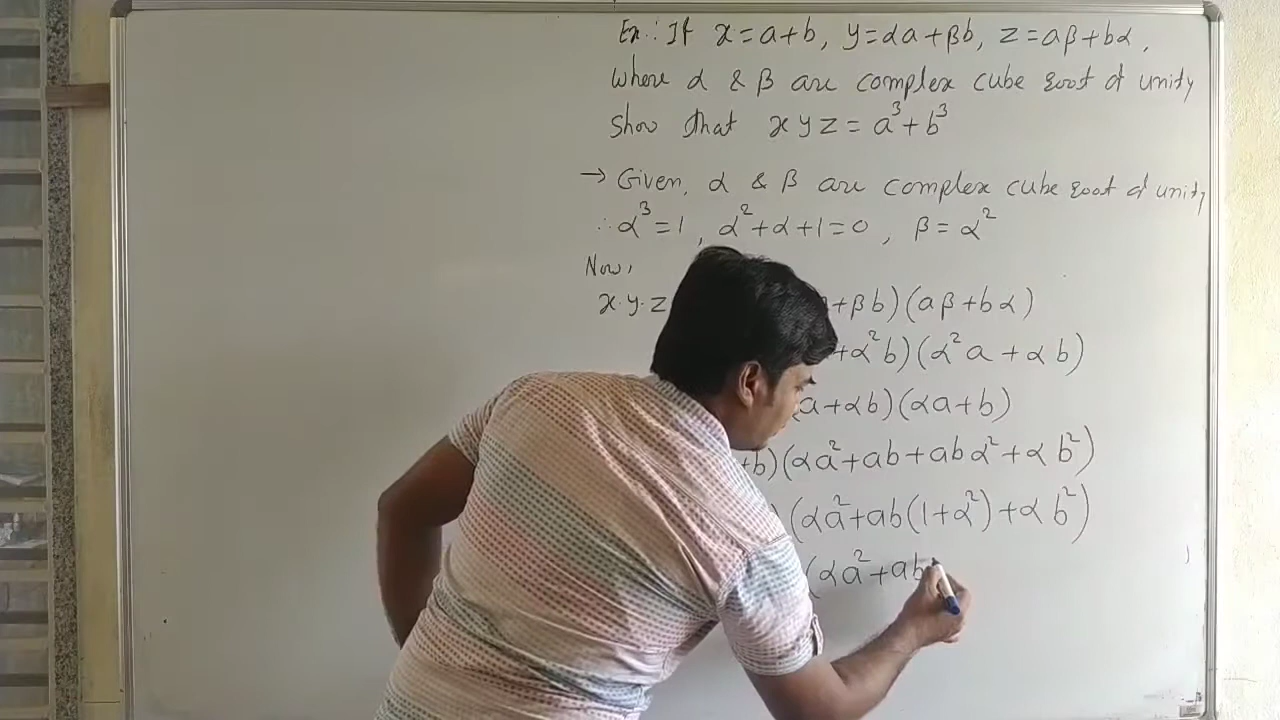 Ex.: If x = a+b, y = αa+βb, z = aβ+bα,
where α & β are complex cube root of unity
Show that x y z = a³+b³
→ Given, α & β are complex cube root of unity
∴ α³ = 1, α²+α+1 = 0, β = α²
Now,
x.y.z +βb)(aβ+bα)
+α²b)(α²a+αb)
a+αb)(αa+b)
+b)(αa²+ab+abα²+αb²)
)(αa²+ab(1+α²)+αb²)
(αa²+ab